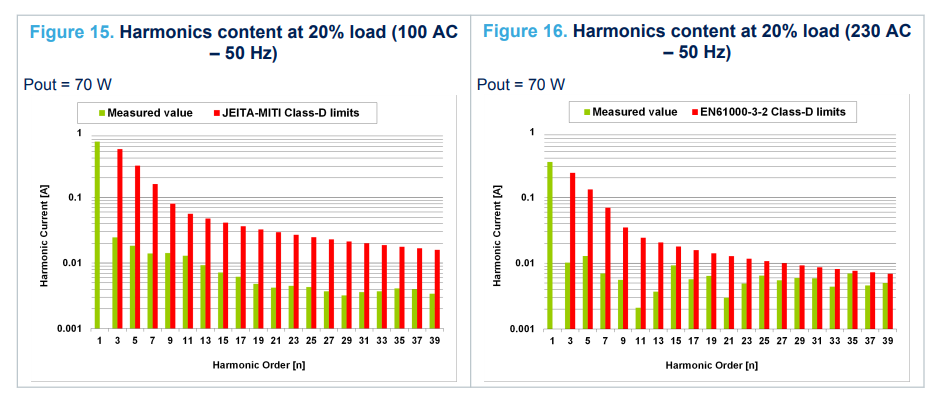 Figure 15. Harmonics content at 20% load (100 AC
– 50 Hz)
Pout = 70 W
Measured value JEITA-MITI Class-D limits
1
0.1
0.01
0.001
Harmonic Current [A]
1 3 5 7 9 11 13 15 17 19 21 23 25 27 29 31 33 35 37 39
Harmonic Order [n]
Figure 16. Harmonics content at 20% load (230 AC
– 50 Hz)
Pout = 70 W
Measured value EN61000-3-2 Class-D limits
1
0.1
0.01
0.001
Harmonic Current [A]
1 3 5 7 9 11 13 15 17 19 21 23 25 27 29 31 33 35 37 39
Harmonic Order [n]